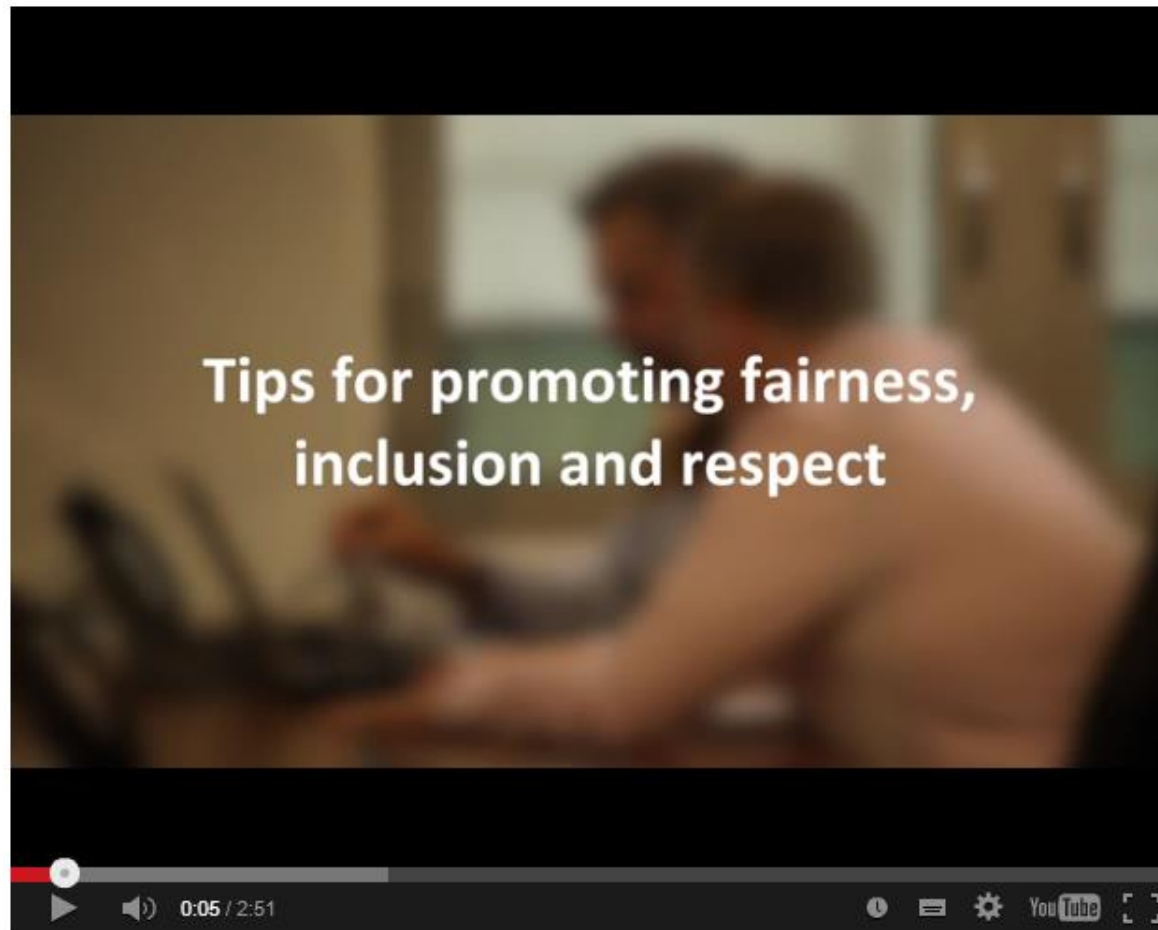 Tips for promoting fairness,
inclusion and respect
0:05 / 2:51
YouTube